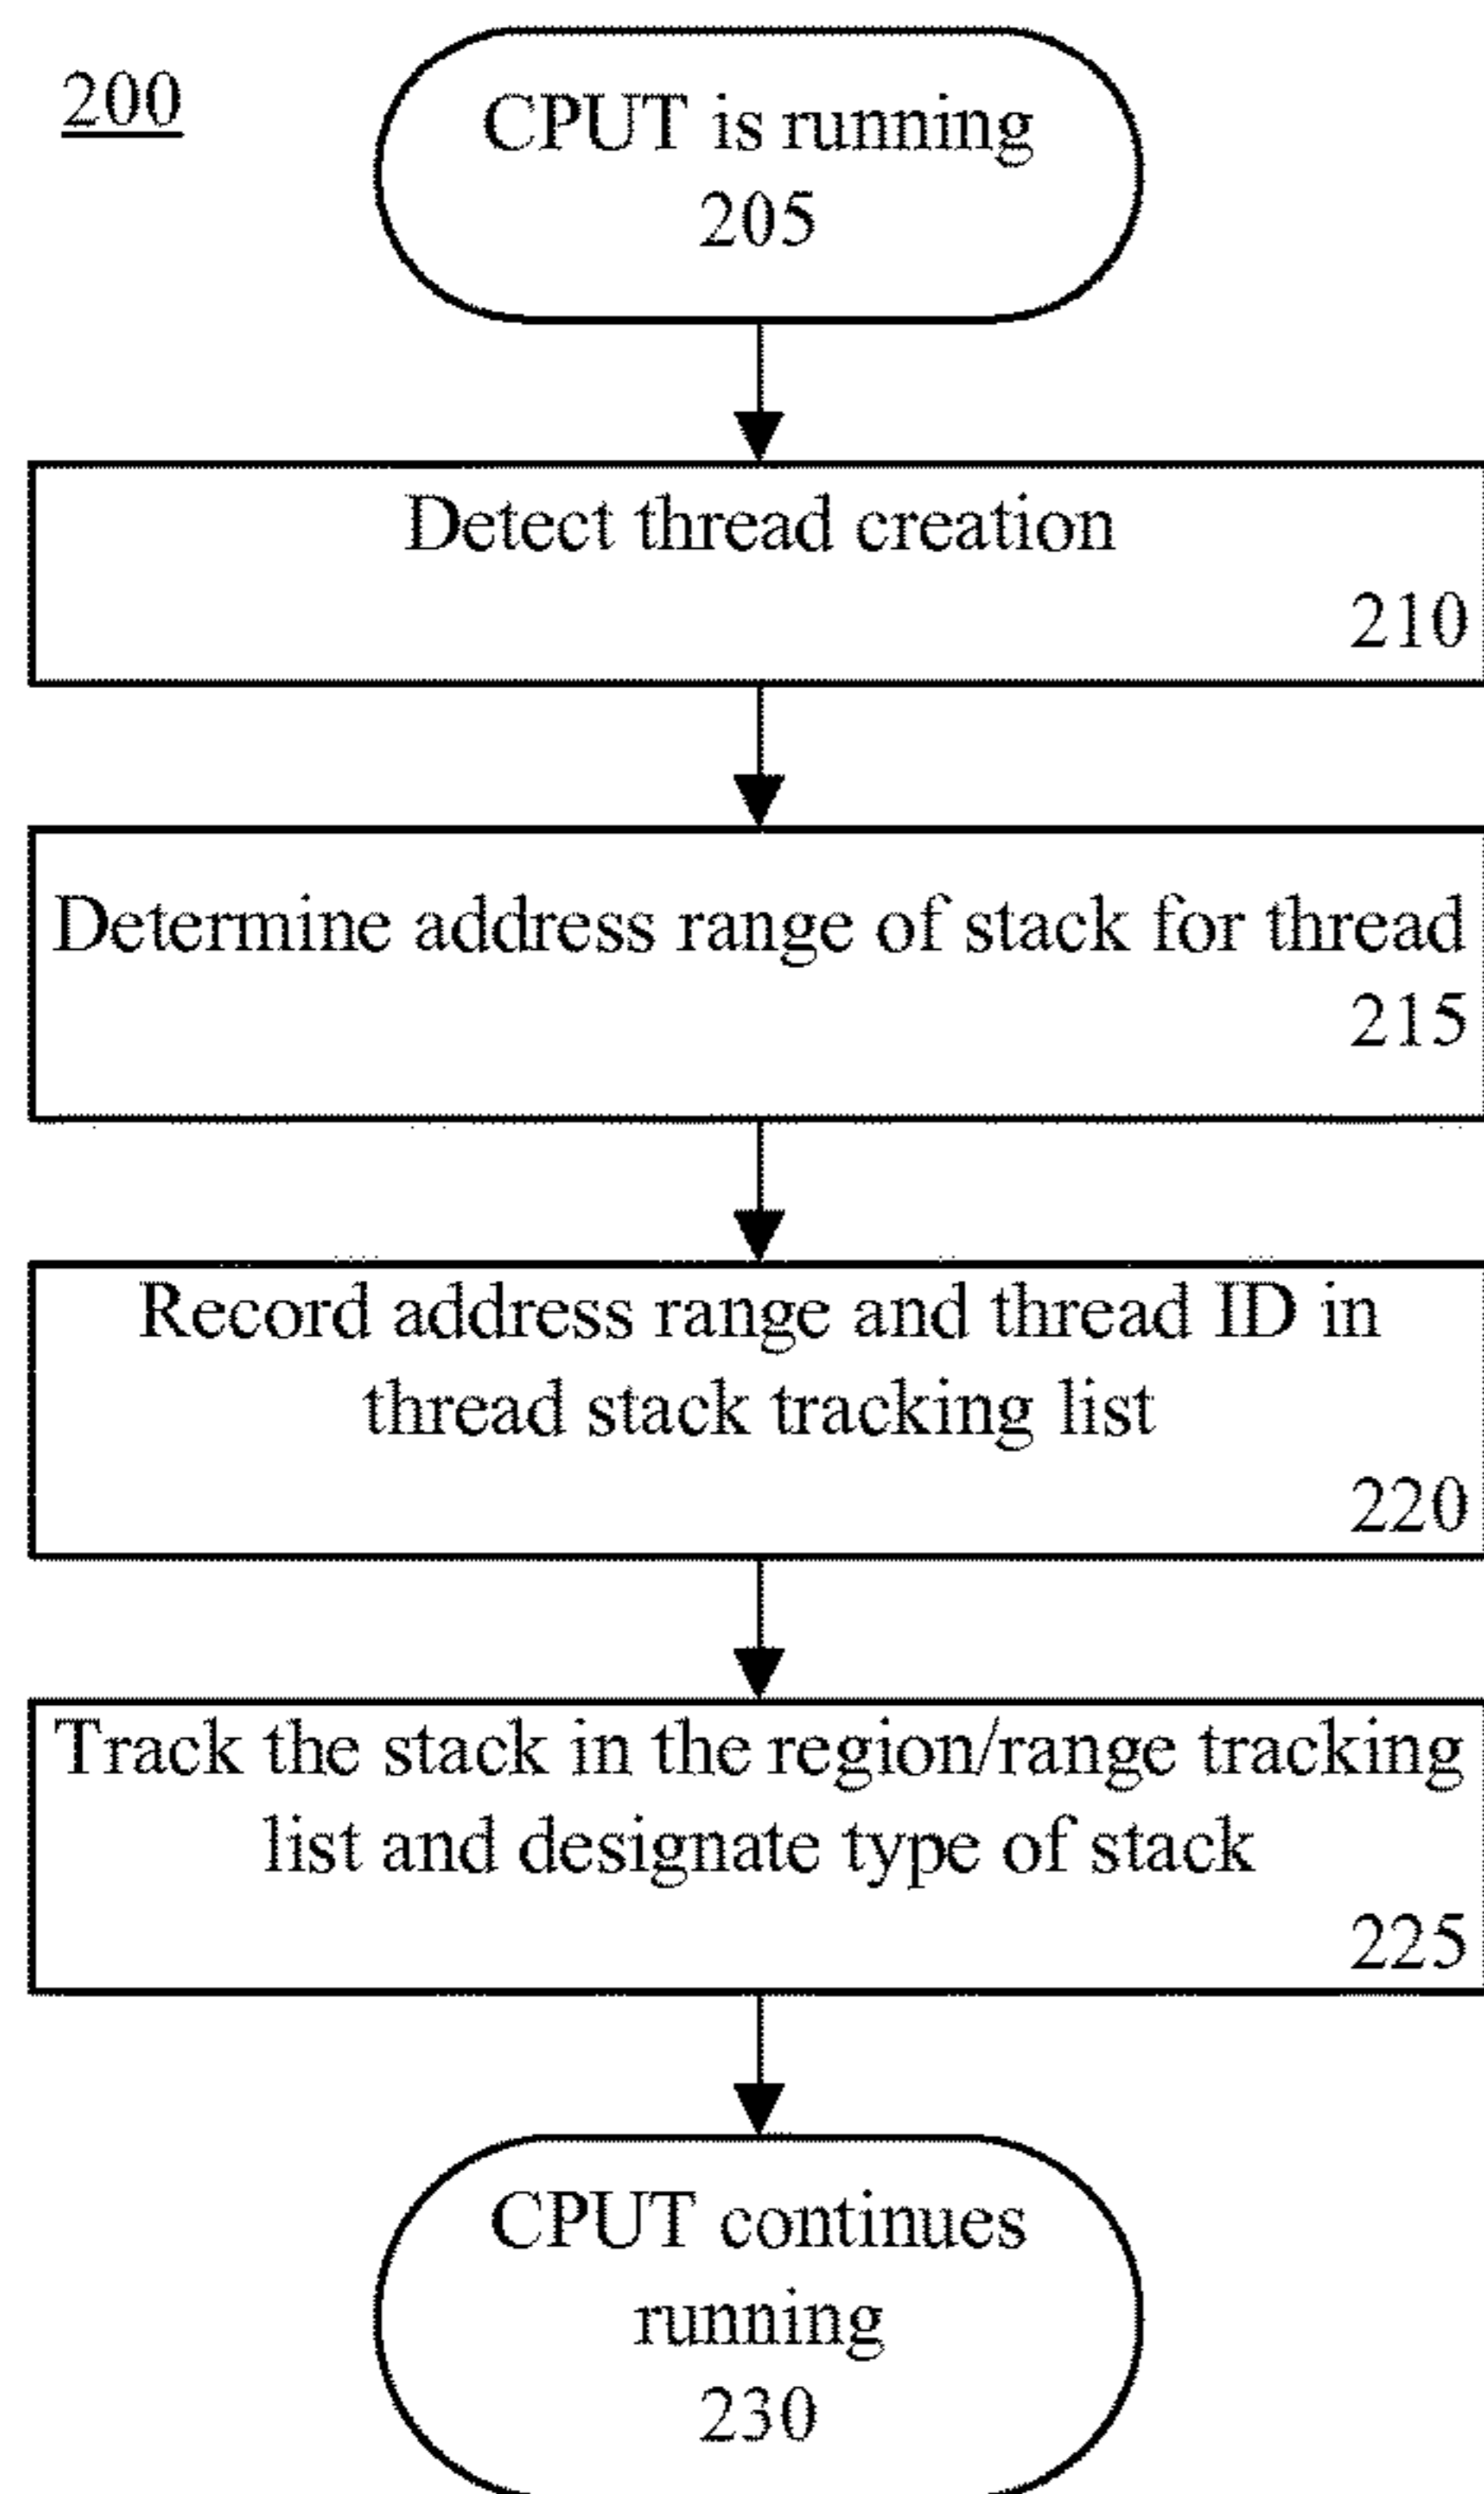 200
CPUT is running
205
Detect thread creation
210
Determine address range of stack for thread
215
Record address range and thread ID in
thread stack tracking list
220
Track the stack in the region/range tracking
list and designate type of stack
225
CPUT continues
running
230